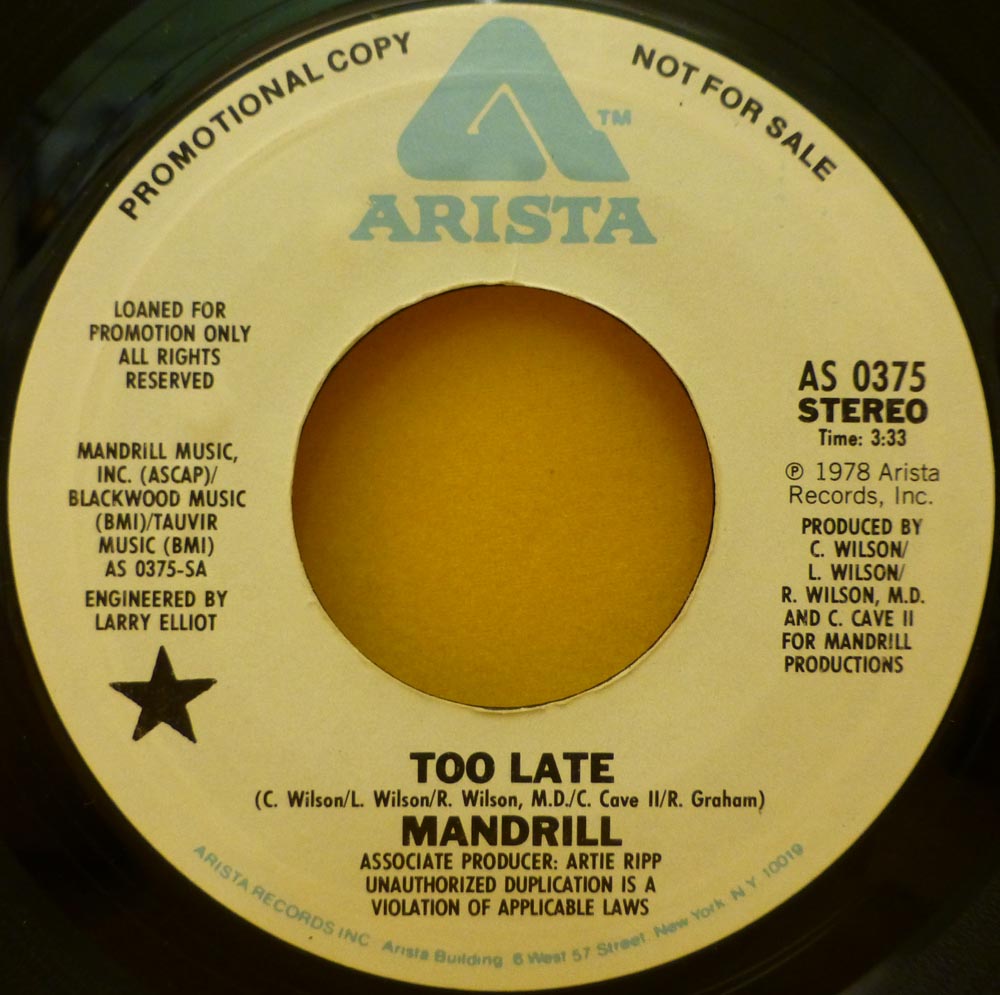 PROMOTIONAL COPY
NOT FOR SALE
TM
ARISTA
LOANED FOR
PROMOTION ONLY
ALL RIGHTS
RESERVED
MANDRILL MUSIC,
INC. (ASCAP)/
BLACKWOOD MUSIC
(BMI)/TAUVIR
MUSIC (BMI)
AS 0375-SA
ENGINEERED BY
LARRY ELLIOT
AS 0375
STEREO
Time: 3:33
℗ 1978 Arista
Records, Inc.
PRODUCED BY
C. WILSON/
L. WILSON/
R. WILSON, M.D.
AND C. CAVE II
FOR MANDRILL
PRODUCTIONS
TOO LATE
(C. Wilson/L. Wilson/R. Wilson, M.D./C. Cave II/R. Graham)
MANDRILL
ASSOCIATE PRODUCER: ARTIE RIPP
UNAUTHORIZED DUPLICATION IS A
VIOLATION OF APPLICABLE LAWS
ARISTA RECORDS INC Arista Building 6 West 57 Street. New York N.Y. 10019